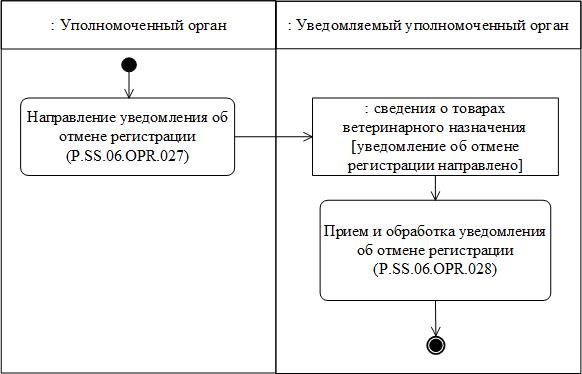 : Уполномоченный орган
: Уведомляемый уполномоченный орган
Направление уведомления об
отмене регистрации
(P.SS.06.OPR.027)
: сведения о товарах
ветеринарного назначения
[уведомление об отмене
регистрации направлено]
Прием и обработка уведомления
об отмене регистрации
(P.SS.06.OPR.028)